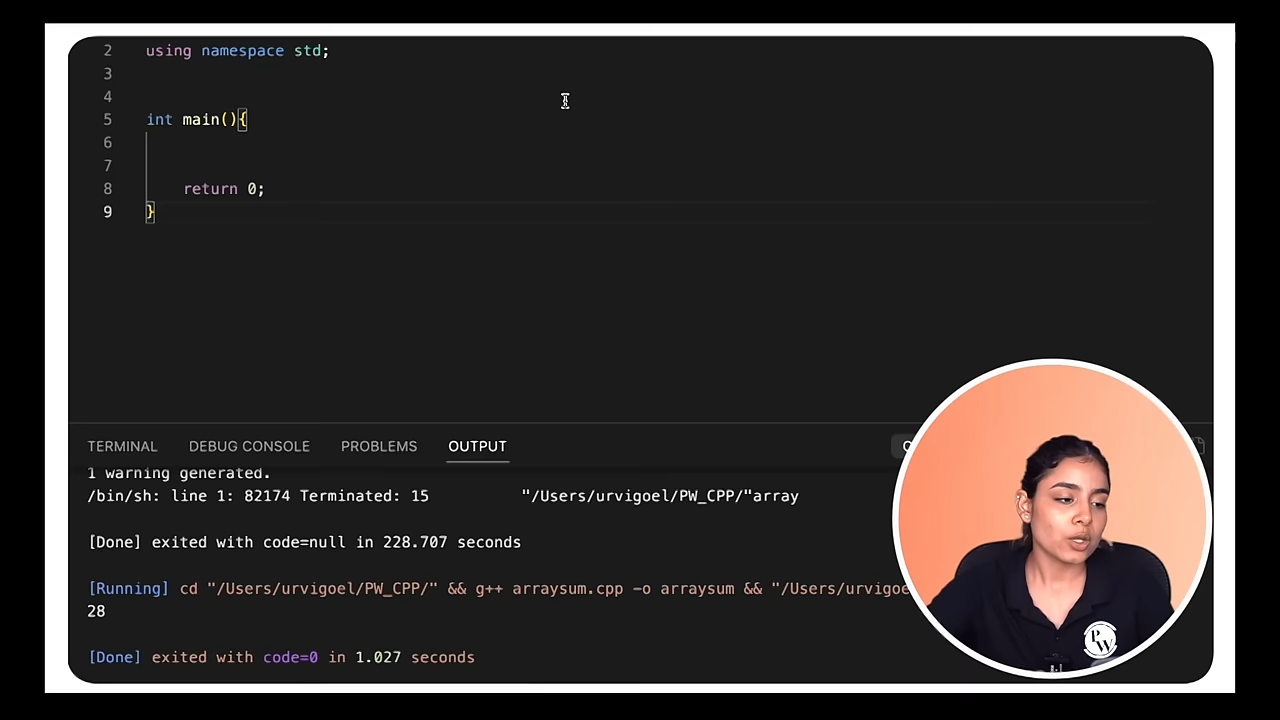 2 using namespace std;
3
4
5 int main(){
6
7
8 return 0;
9 }
TERMINAL DEBUG CONSOLE PROBLEMS OUTPUT
1 warning generated.
/bin/sh: line 1: 82174 Terminated: 15 "/Users/urvigoel/PW_CPP/"array
[Done] exited with code=null in 228.707 seconds
[Running] cd "/Users/urvigoel/PW_CPP/" && g++ arraysum.cpp -o arraysum && "/Users/urvigoe
28
[Done] exited with code=0 in 1.027 seconds
PW